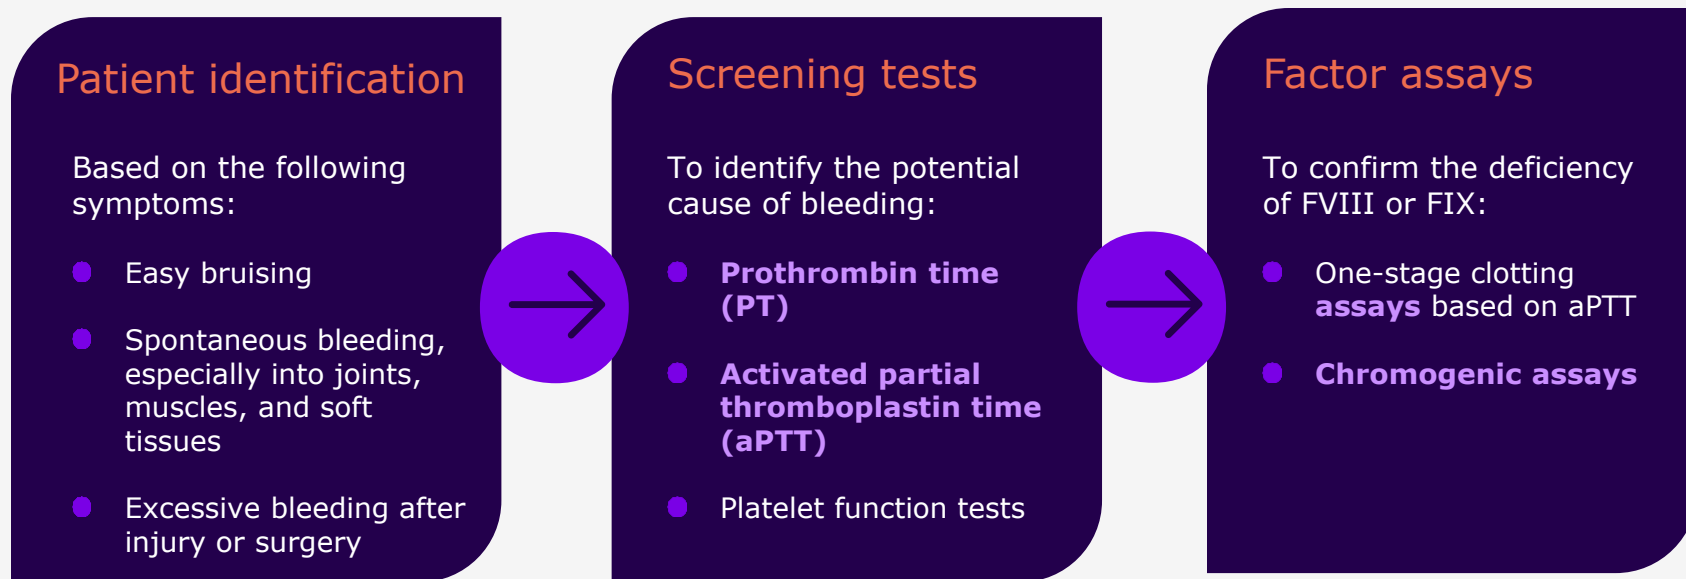 Patient identification
Based on the following
symptoms:
Easy bruising
Spontaneous bleeding,
especially into joints,
muscles, and soft
tissues
Excessive bleeding after
injury or surgery
Screening tests
To identify the potential
cause of bleeding:
Prothrombin time
(PT)
Activated partial
thromboplastin time
(aPTT)
Platelet function tests
Factor assays
To confirm the deficiency
of FVIII or FIX:
One-stage clotting
assays based on aPTT
Chromogenic assays